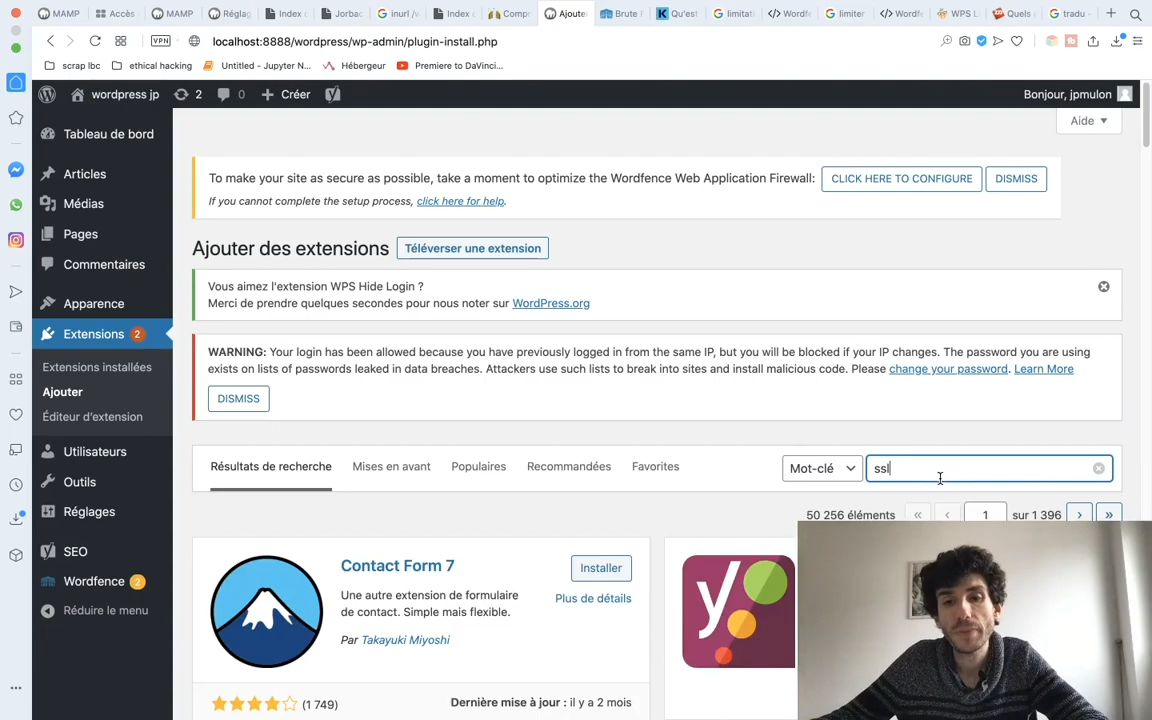 MAMP
Accès
MAMP
Réglag
Index c
Jorbac
inurl /v
Index c
Compr
Ajoute
Brute F
Qu'est
limitati
Wordfe
limiter
Wordfe
WPS L
Quels
tradu -
VPN
localhost:8888/wordpress/wp-admin/plugin-install.php
scrap lbc
ethical hacking
Untitled - Jupyter N...
Hébergeur
Premiere to DaVinci...
wordpress jp
2
0
Créer
Bonjour, jpmulon
Aide
Tableau de bord
Articles
Médias
Pages
Commentaires
Apparence
Extensions 2
Extensions installées
Ajouter
Éditeur d'extension
Utilisateurs
Outils
Réglages
SEO
Wordfence 2
Réduire le menu
To make your site as secure as possible, take a moment to optimize the Wordfence Web Application Firewall:
CLICK HERE TO CONFIGURE
DISMISS
If you cannot complete the setup process, click here for help.
Ajouter des extensions
Téléverser une extension
Vous aimez l'extension WPS Hide Login ?
Merci de prendre quelques secondes pour nous noter sur WordPress.org
WARNING: Your login has been allowed because you have previously logged in from the same IP, but you will be blocked if your IP changes. The password you are using
exists on lists of passwords leaked in data breaches. Attackers use such lists to break into sites and install malicious code. Please change your password. Learn More
DISMISS
Résultats de recherche
Mises en avant
Populaires
Recommandées
Favorites
Mot-clé
ssl
50 256 éléments
«
‹
1
sur 1 396
›
»
Contact Form 7
Installer
Plus de détails
Une autre extension de formulaire
de contact. Simple mais flexible.
Par Takayuki Miyoshi
(1 749)
Dernière mise à jour : il y a 2 mois